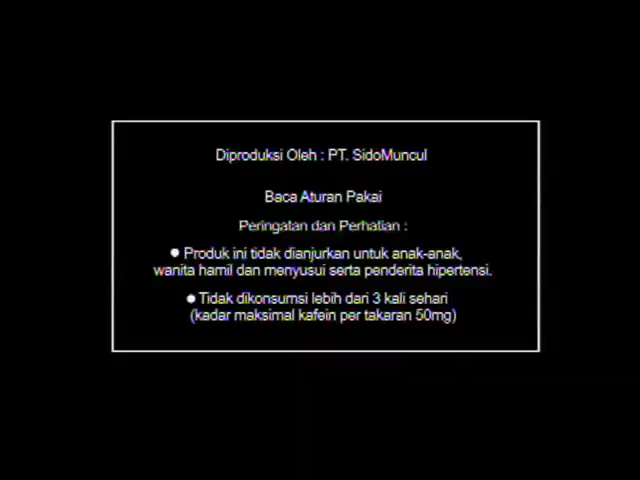 Diproduksi Oleh : PT. SidoMuncul
Baca Aturan Pakai
Peringatan dan Perhatian :
● Produk ini tidak dianjurkan untuk anak-anak,
wanita hamil dan menyusui serta penderita hipertensi.
● Tidak dikonsumsi lebih dari 3 kali sehari
(kadar maksimal kafein per takaran 50mg)